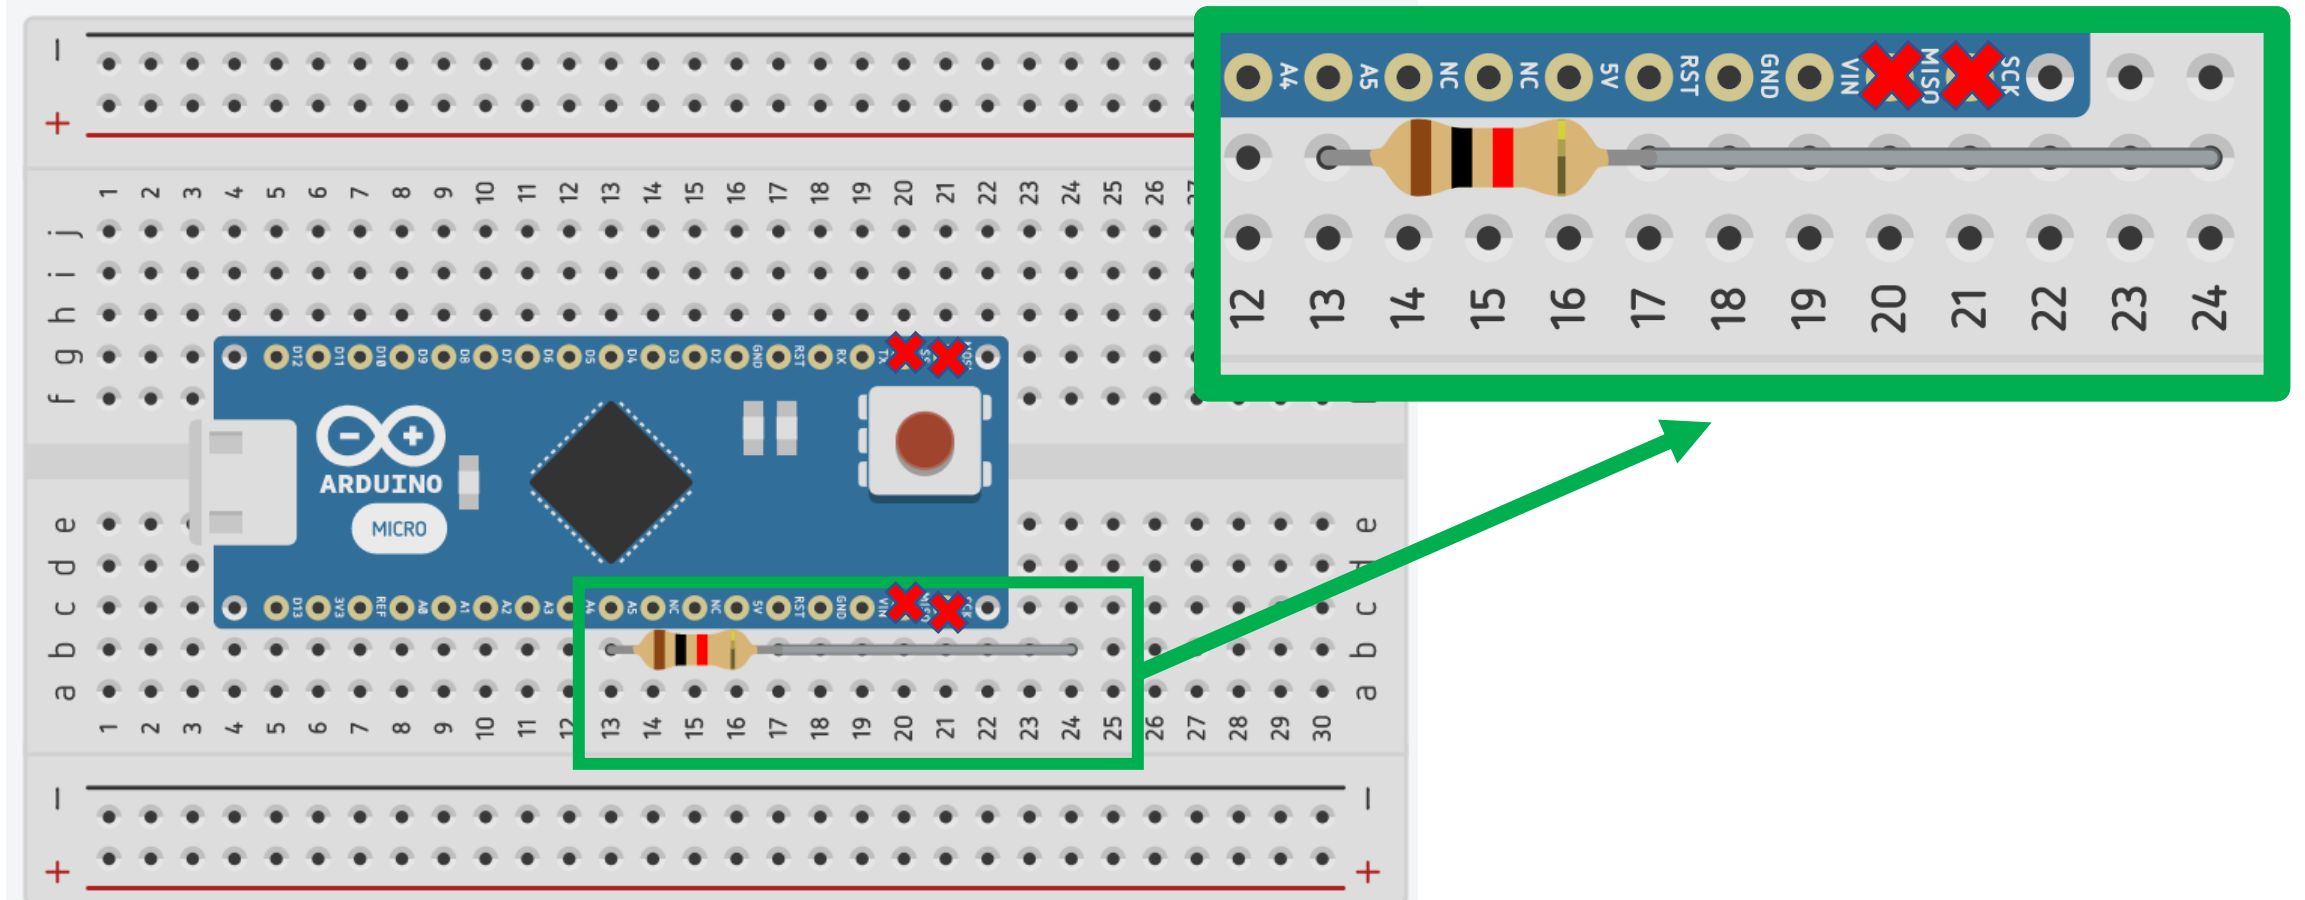 −
+
1 2 3 4 5 6 7 8 9 10 11 12 13 14 15 16 17 18 19 20 21 22 23 24 25 26
j
i
h
g
f
D12 D11 D10 D9 D8 D7 D6 D5 D4 D3 D2 GND RST RX TX
ARDUINO
MICRO
e e
d d
c c
b b
a a
D13 3V3 REF A0 A1 A2 A3 A4 A5 NC NC 5V RST GND VIN MISO SCK
1 2 3 4 5 6 7 8 9 10 11 12 13 14 15 16 17 18 19 20 21 22 23 24 25 26 27 28 29 30
− −
+ +
A4 A5 NC NC 5V RST GND VIN MISO SCK
12 13 14 15 16 17 18 19 20 21 22 23 24